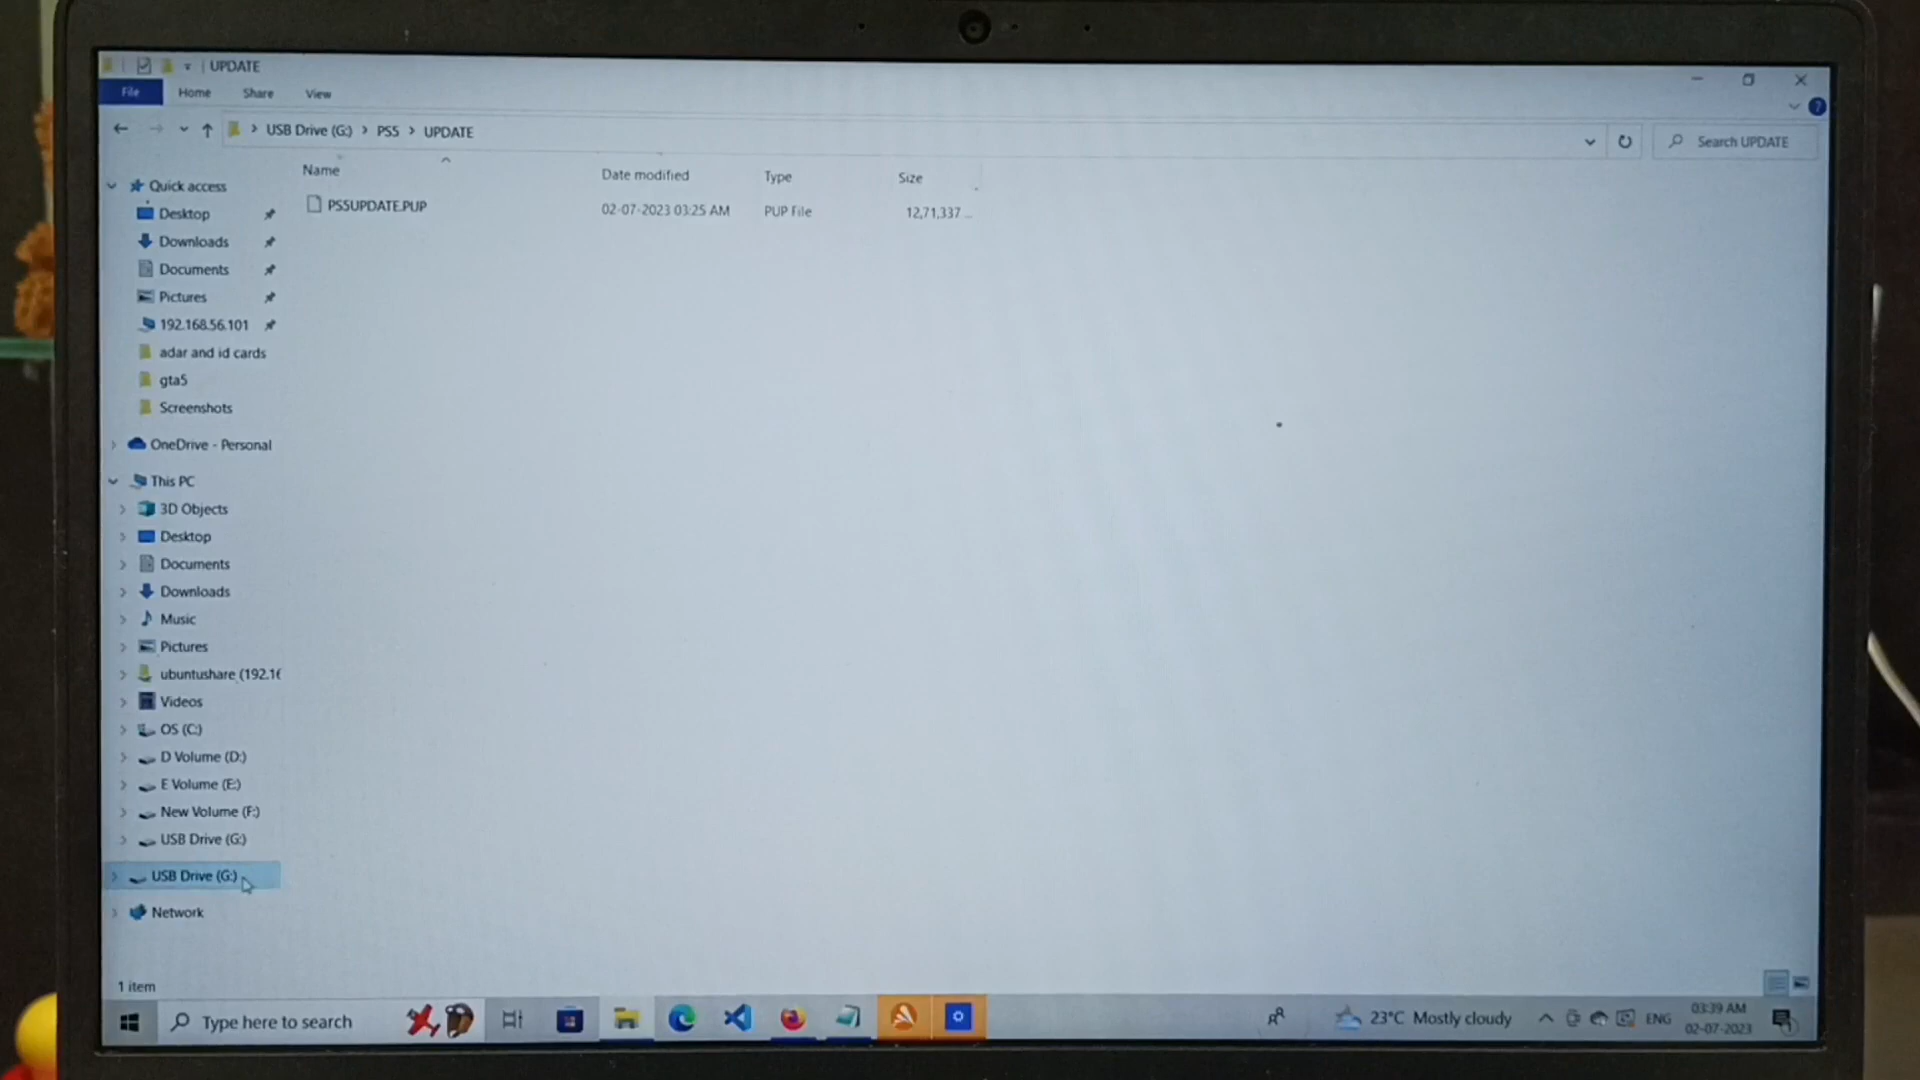 UPDATE
File Home Share View
USB Drive (G:) > PS5 > UPDATE
Search UPDATE
Name Date modified Type Size
PS5UPDATE.PUP 02-07-2023 03:25 AM PUP File 12,71,337 ...
Quick access
Desktop
Downloads
Documents
Pictures
192.168.56.101
adar and id cards
gta5
Screenshots
OneDrive - Personal
This PC
3D Objects
Desktop
Documents
Downloads
Music
Pictures
ubuntushare (192.16
Videos
OS (C:)
D Volume (D:)
E Volume (E:)
New Volume (F:)
USB Drive (G:)
USB Drive (G:)
Network
1 item
Type here to search
23°C Mostly cloudy
ENG
03:39 AM
02-07-2023